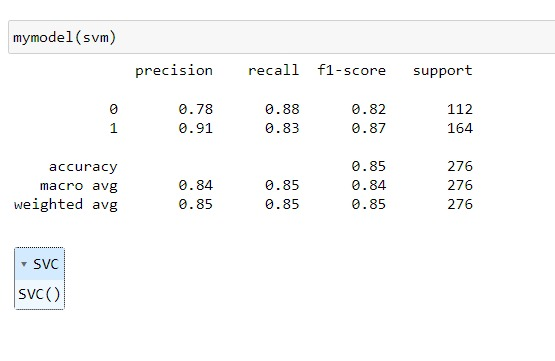 mymodel(svm)
precision recall f1-score support
0 0.78 0.88 0.82 112
1 0.91 0.83 0.87 164
accuracy 0.85 276
macro avg 0.84 0.85 0.84 276
weighted avg 0.85 0.85 0.85 276
▾ SVC
SVC()